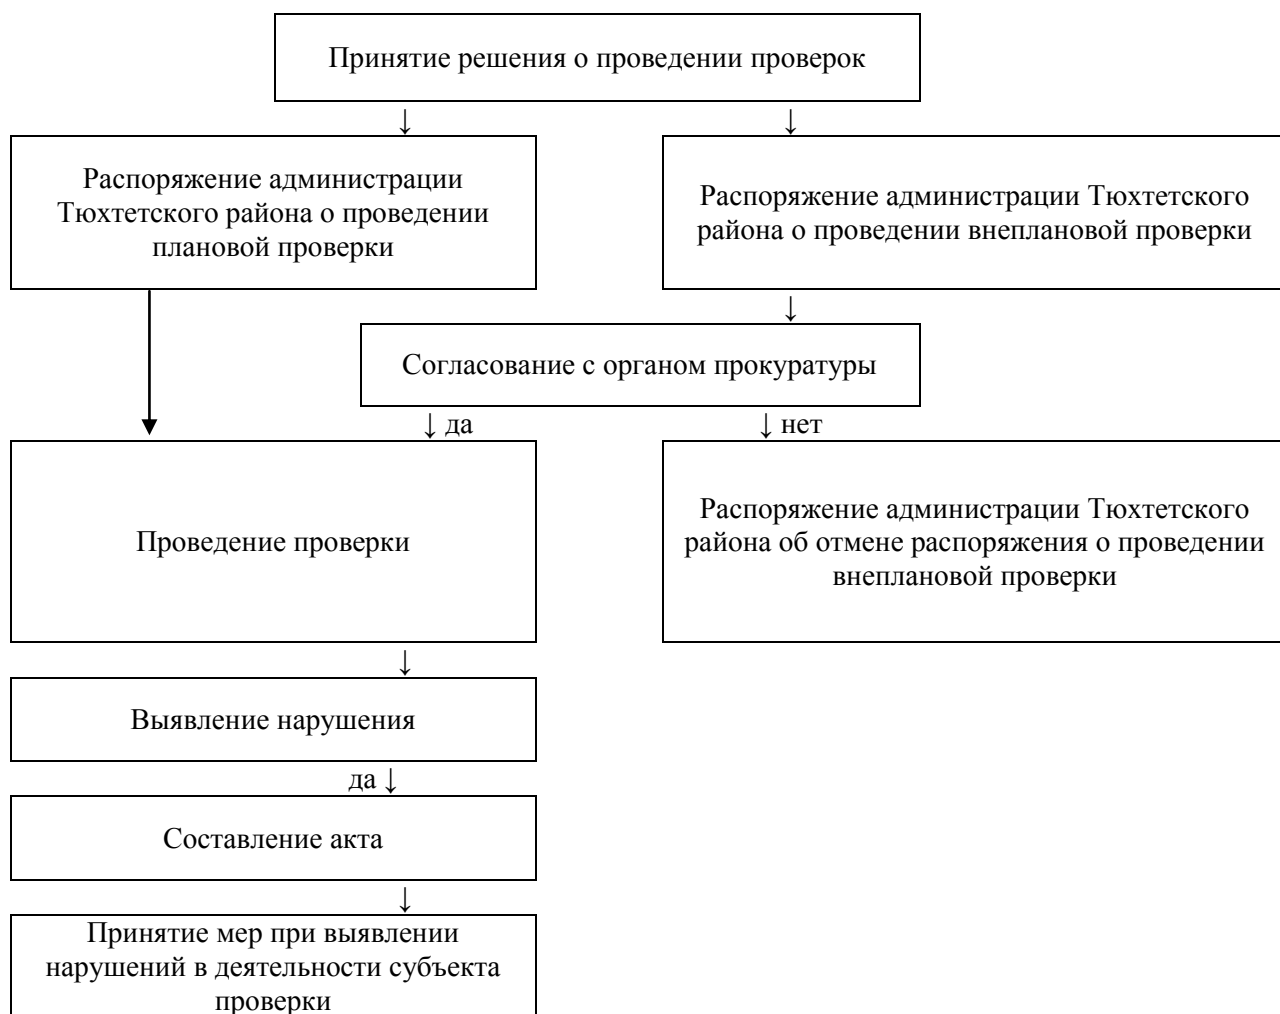 Принятие решения о проведении проверок
↓ ↓
Распоряжение администрации
Тюхтетского района о проведении
плановой проверки
Распоряжение администрации Тюхтетского
района о проведении внеплановой проверки
↓
Согласование с органом прокуратуры
↓ да ↓ нет
Проведение проверки
Распоряжение администрации Тюхтетского
района об отмене распоряжения о проведении
внеплановой проверки
↓
Выявление нарушения
да ↓
Составление акта
↓
Принятие мер при выявлении
нарушений в деятельности субъекта
проверки